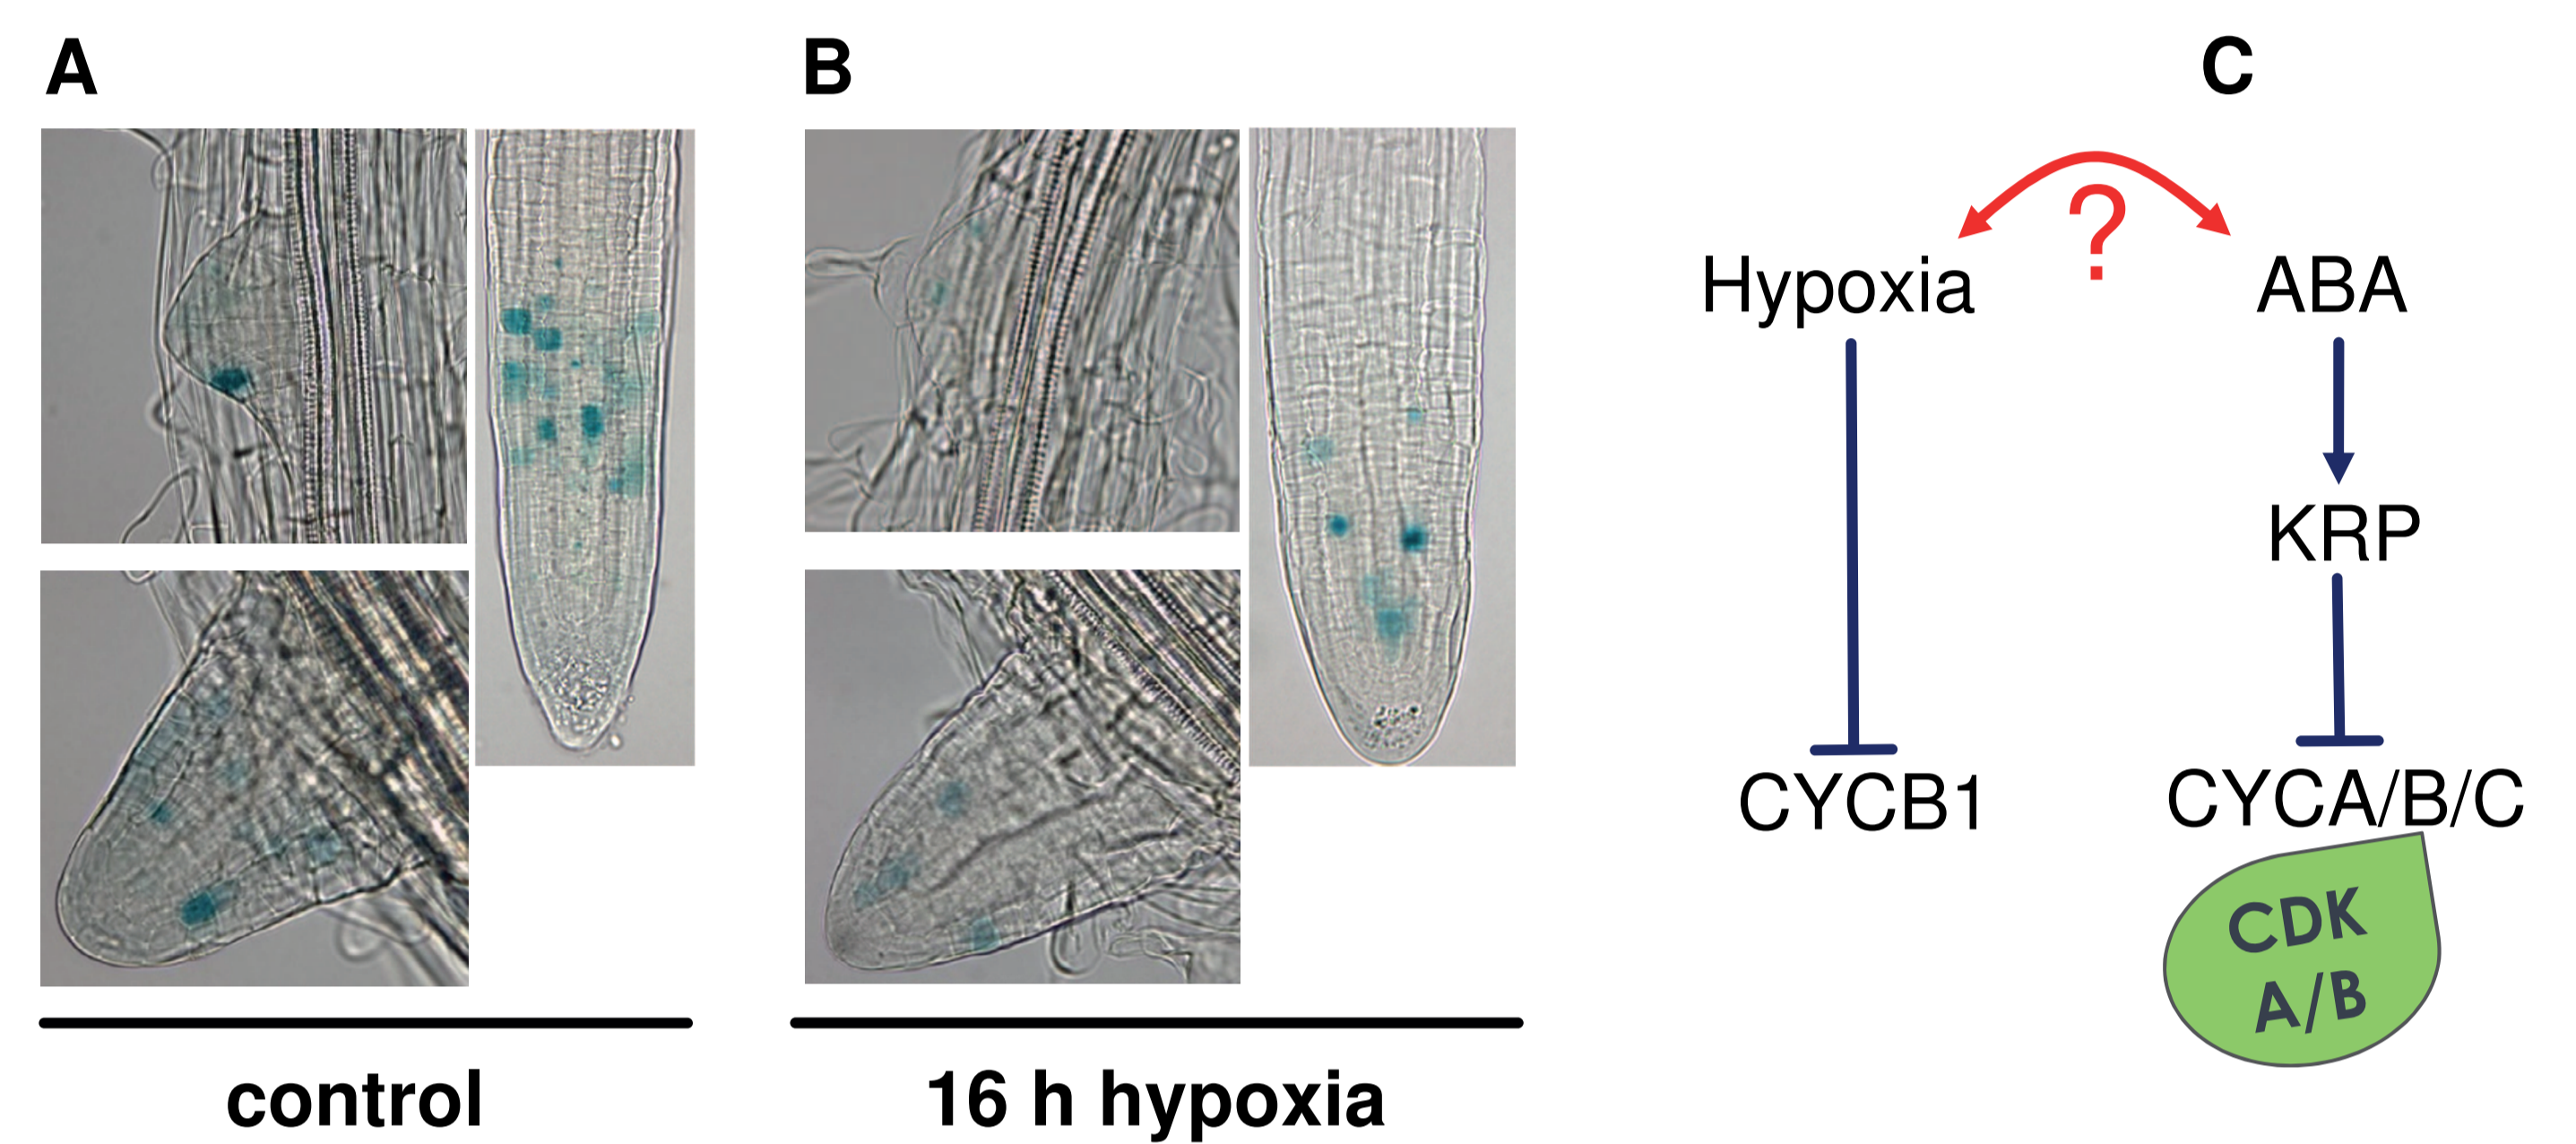 A
B
C
?
Hypoxia
ABA
KRP
CYCB1
CYCA/B/C
CDK
A/B
control
16 h hypoxia